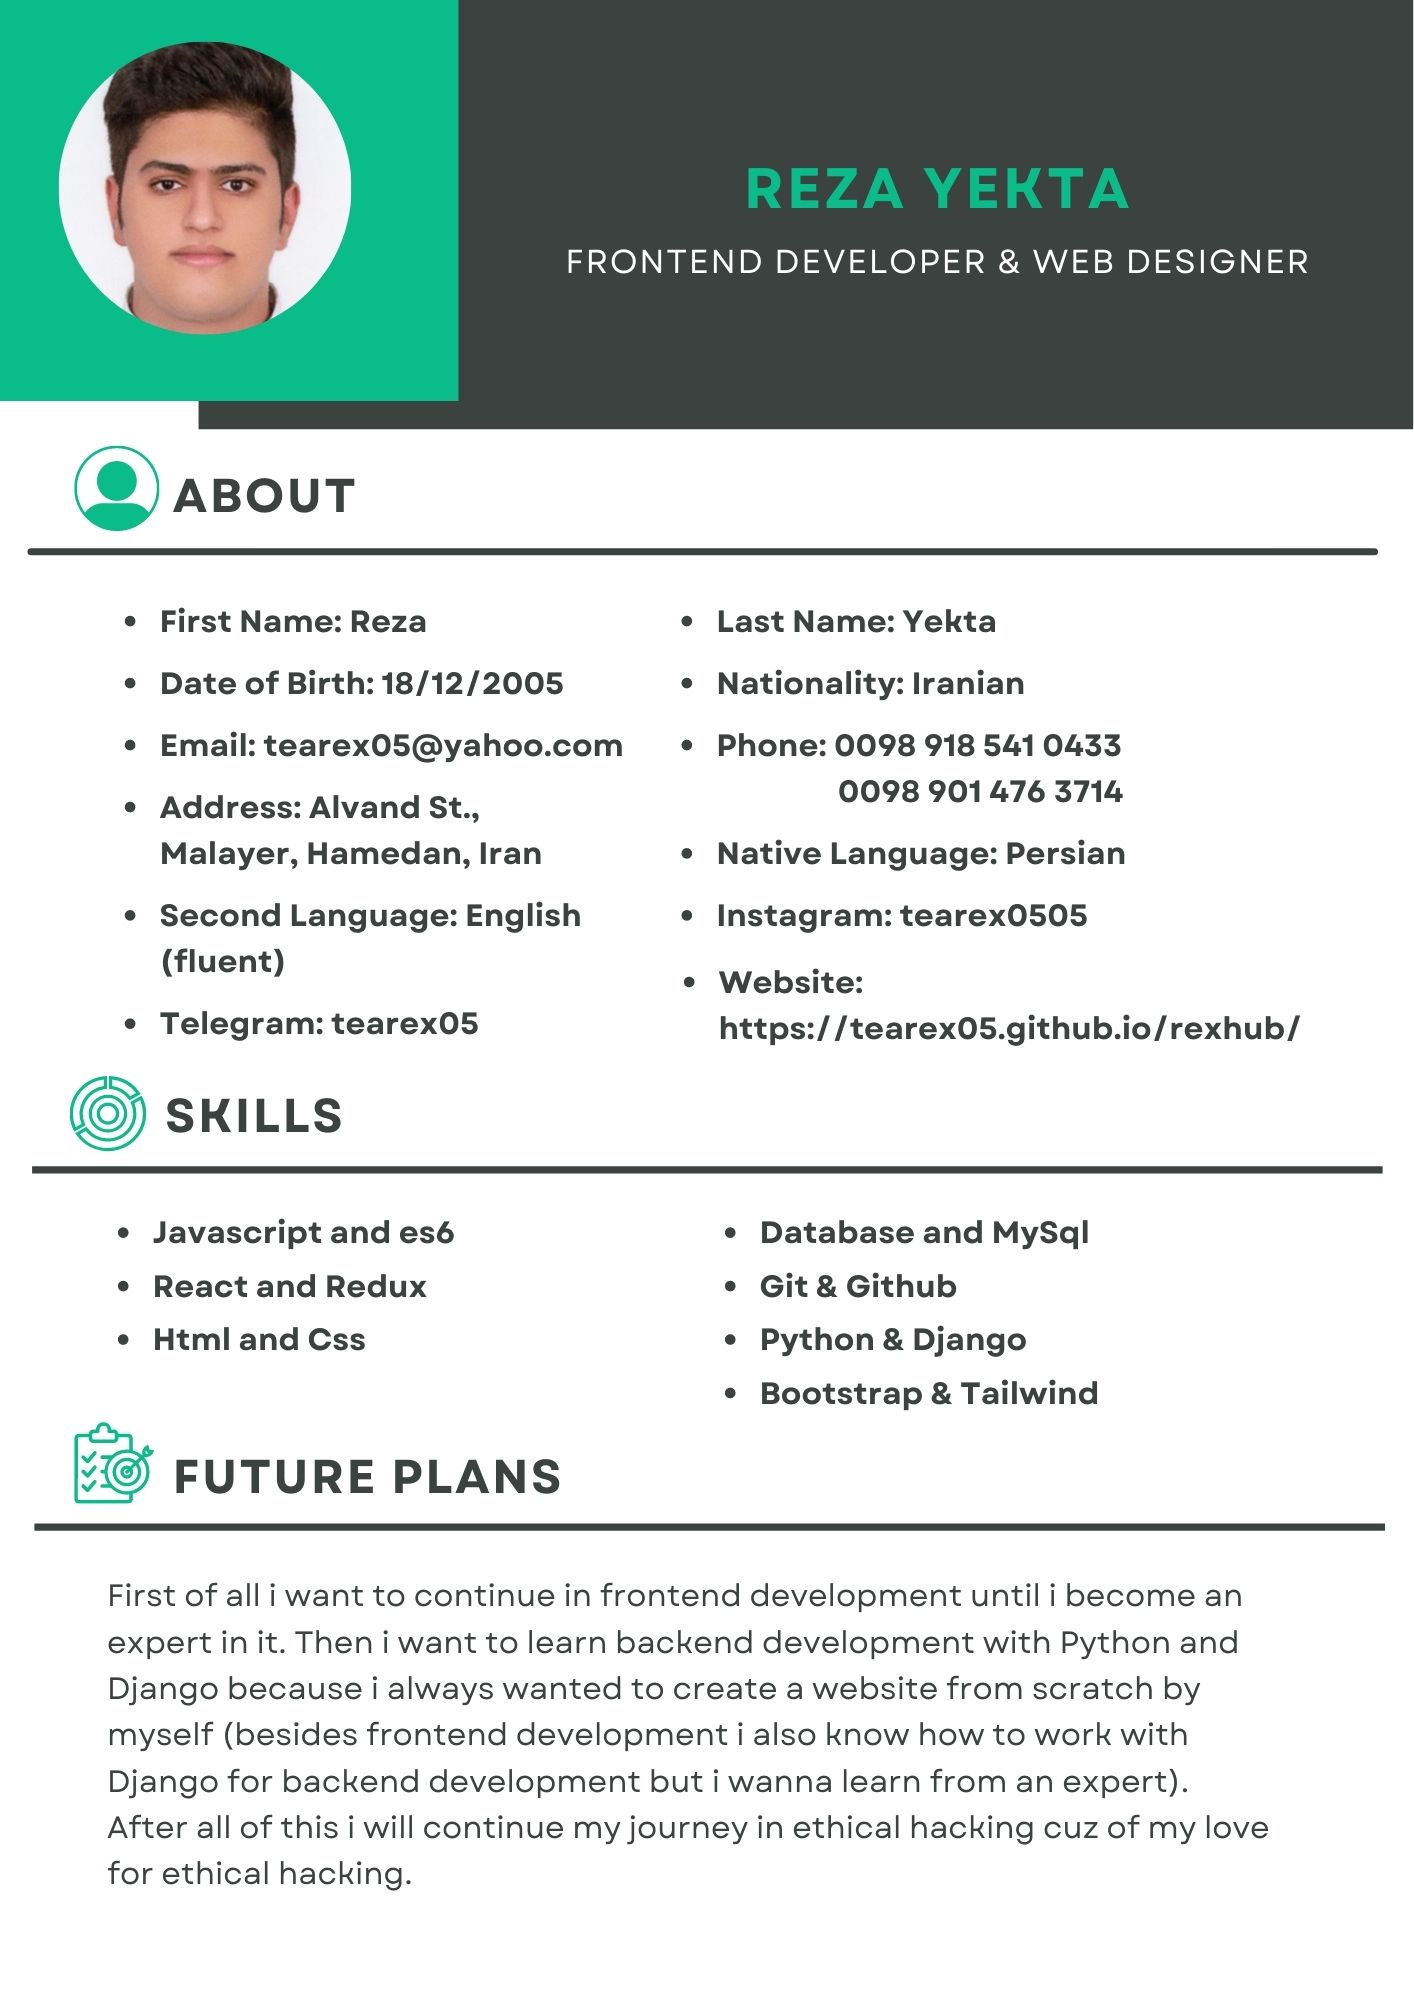 REZA YEKTA
FRONTEND DEVELOPER & WEB DESIGNER
ABOUT
• First Name: Reza
• Date of Birth: 18/12/2005
• Email: tearex05@yahoo.com
• Address: Alvand St.,
Malayer, Hamedan, Iran
• Second Language: English
(fluent)
• Telegram: tearex05
• Last Name: Yekta
• Nationality: Iranian
• Phone: 0098 918 541 0433
0098 901 476 3714
• Native Language: Persian
• Instagram: tearex0505
• Website:
https://tearex05.github.io/rexhub/
SKILLS
• Javascript and es6
• React and Redux
• Html and Css
• Database and MySql
• Git & Github
• Python & Django
• Bootstrap & Tailwind
FUTURE PLANS
First of all i want to continue in frontend development until i become an
expert in it. Then i want to learn backend development with Python and
Django because i always wanted to create a website from scratch by
myself (besides frontend development i also know how to work with
Django for backend development but i wanna learn from an expert).
After all of this i will continue my journey in ethical hacking cuz of my love
for ethical hacking.